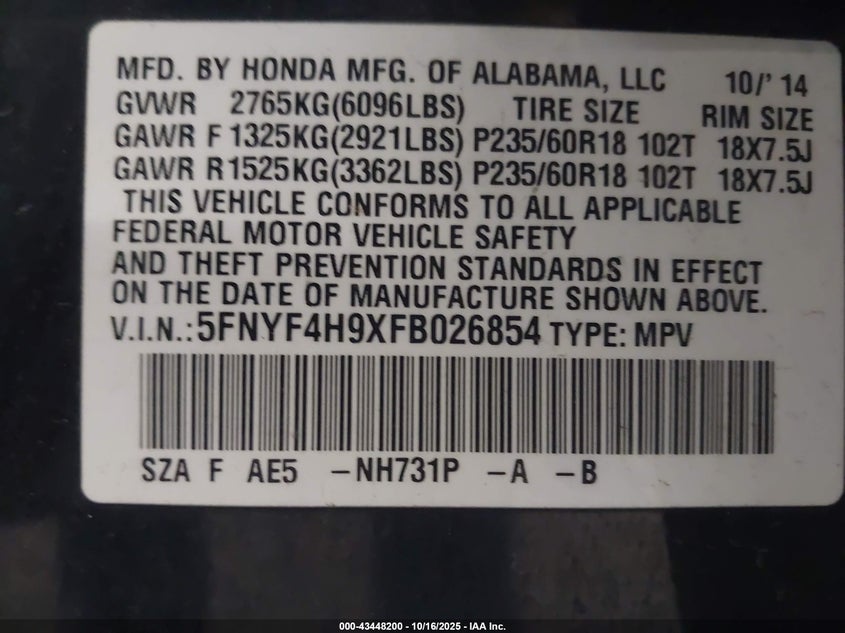 MFD. BY HONDA MFG. OF ALABAMA, LLC 10/' 14
GVWR 2765KG(6096LBS) TIRE SIZE RIM SIZE
GAWR F 1325KG(2921LBS) P235/60R18 102T 18X7.5J
GAWR R1525KG(3362LBS) P235/60R18 102T 18X7.5J
THIS VEHICLE CONFORMS TO ALL APPLICABLE
FEDERAL MOTOR VEHICLE SAFETY
AND THEFT PREVENTION STANDARDS IN EFFECT
ON THE DATE OF MANUFACTURE SHOWN ABOVE.
V.I.N.:5FNYF4H9XFB026854 TYPE: MPV
SZA F AE5 -NH731P -A -B
000-43448200 - 10/16/2025 - IAA Inc.